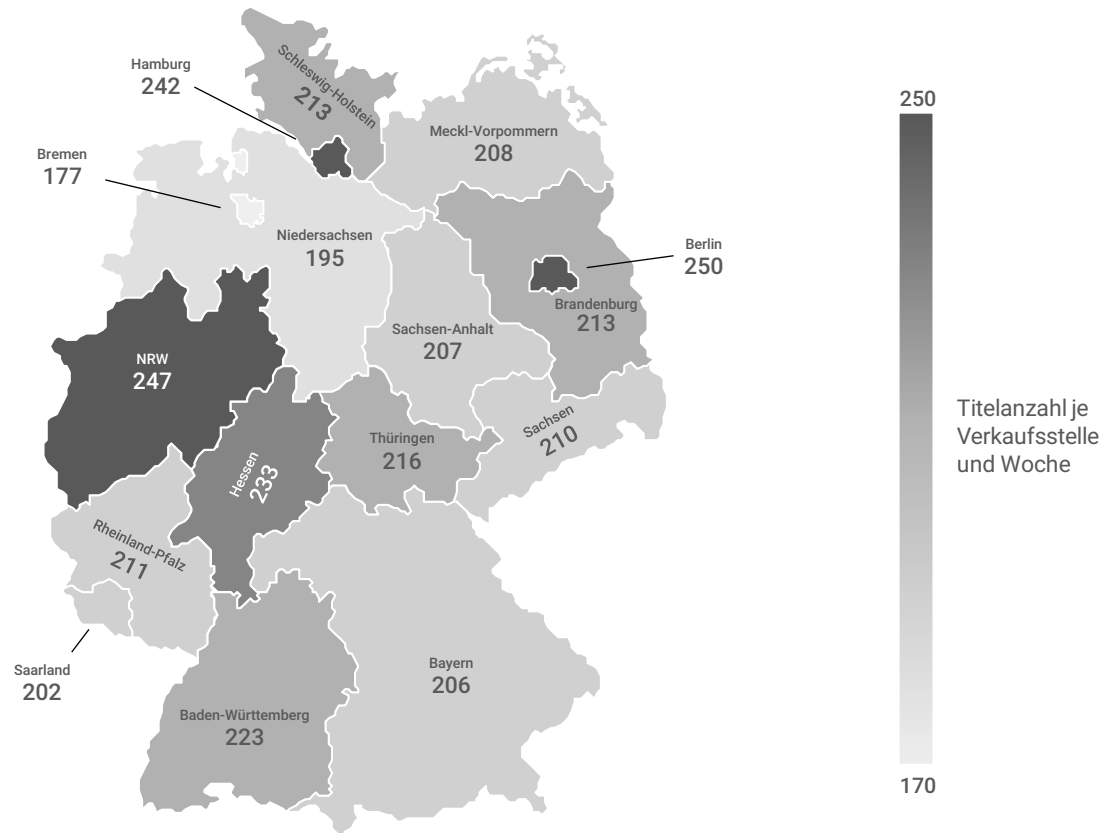 Schleswig-Holstein
213
Hamburg
242
Meckl-Vorpommern
208
Bremen
177
Niedersachsen
195
Berlin
250
Brandenburg
213
Sachsen-Anhalt
207
NRW
247
Sachsen
210
Thüringen
216
Hessen
233
Rheinland-Pfalz
211
Saarland
202
Bayern
206
Baden-Württemberg
223
250
Titelanzahl je
Verkaufsstelle
und Woche
170